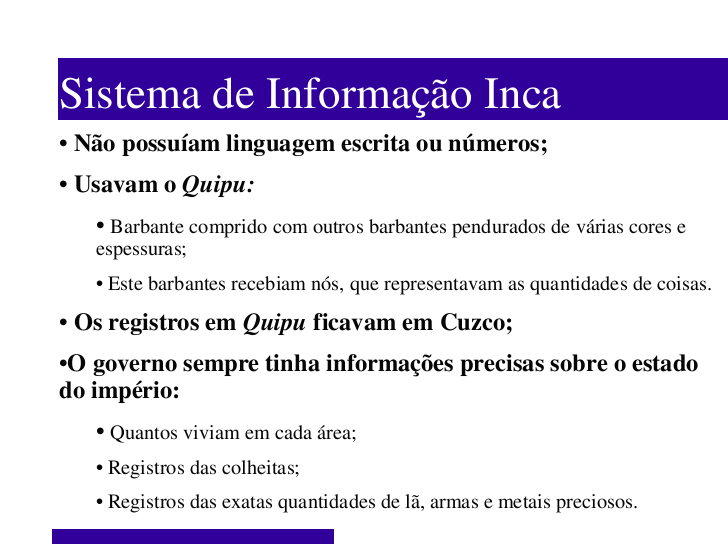 Sistema de Informação Inca
• Não possuíam linguagem escrita ou números;
• Usavam o Quipu:
• Barbante comprido com outros barbantes pendurados de várias cores e
espessuras;
• Este barbantes recebiam nós, que representavam as quantidades de coisas.
• Os registros em Quipu ficavam em Cuzco;
•O governo sempre tinha informações precisas sobre o estado
do império:
• Quantos viviam em cada área;
• Registros das colheitas;
• Registros das exatas quantidades de lã, armas e metais preciosos.